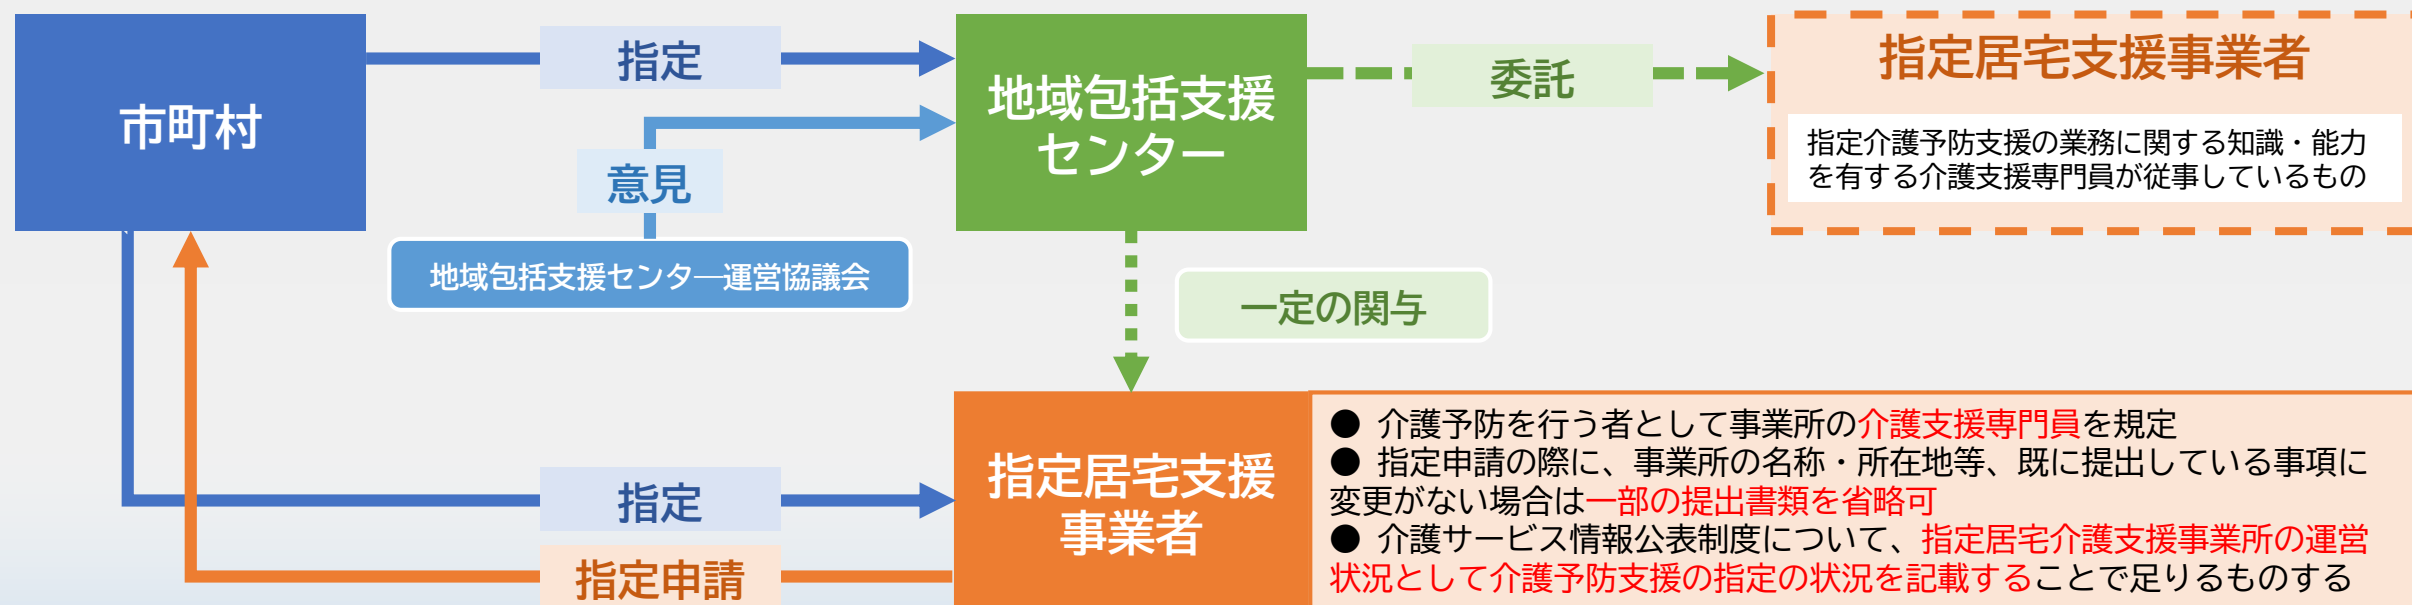 市町村
指定
意見
地域包括支援センタ―運営協議会
地域包括支援
センター
委託
指定居宅支援事業者
指定介護予防支援の業務に関する知識・能力
を有する介護支援専門員が従事しているもの
一定の関与
指定
指定申請
指定居宅支援
事業者
● 介護予防を行う者として事業所の介護支援専門員を規定
● 指定申請の際に、事業所の名称・所在地等、既に提出している事項に
変更がない場合は一部の提出書類を省略可
● 介護サービス情報公表制度について、指定居宅介護支援事業所の運営
状況として介護予防支援の指定の状況を記載することで足りるものする